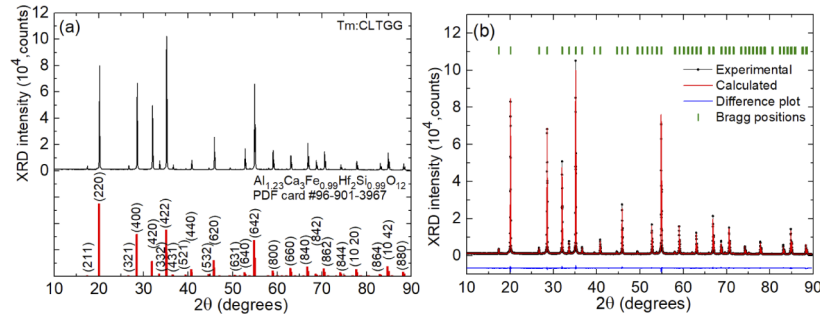 (a)
Tm:CLTGG
XRD intensity (10⁴,counts)
12
10
8
6
4
2
0
Al₁.₂₃Ca₃Fe₀.₉₉Hf₂Si₀.₉₉O₁₂
PDF card #96-901-3967
(211)
(220)
(321)
(400)
(420)
(332)
(422)
(431)
(521)
(440)
(532)
(620)
(631)
(640)
(642)
(800)
(660)
(840)
(842)
(862)
(844)
(10 20)
(864)
(10 42)
(880)
10 20 30 40 50 60 70 80 90
2θ (degrees)
(b)
XRD intensity (10⁴,counts)
12
10
8
6
4
2
0
Experimental
Calculated
Difference plot
Bragg positions
10 20 30 40 50 60 70 80 90
2θ (degrees)